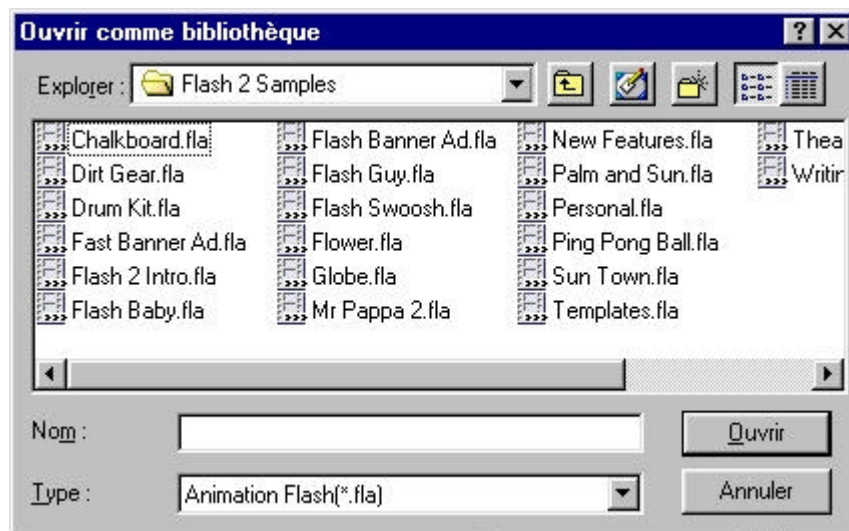 Ouvrir comme bibliothèque
Explorer : Flash 2 Samples
Chalkboard.fla Flash Banner Ad.fla New Features.fla Thea
Dirt Gear.fla Flash Guy.fla Palm and Sun.fla Writin
Drum Kit.fla Flash Swoosh.fla Personal.fla
Fast Banner Ad.fla Flower.fla Ping Pong Ball.fla
Flash 2 Intro.fla Globe.fla Sun Town.fla
Flash Baby.fla Mr Pappa 2.fla Templates.fla
Nom : Ouvrir
Type : Animation Flash(*.fla) Annuler